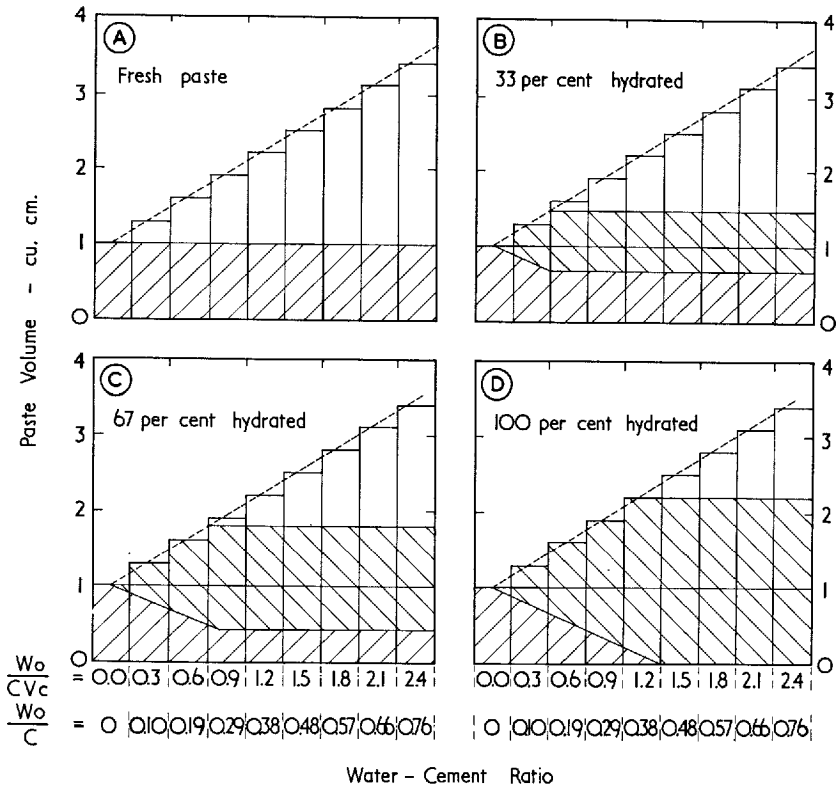 Paste Volume - cu. cm.
4
3
2
1
0
A
Fresh paste
B
33 per cent hydrated
4
3
2
1
0
4
3
2
1
0
C
67 per cent hydrated
D
100 per cent hydrated
4
3
2
1
0
Wo
CVc
= 0.0 0.3 0.6 0.9 1.2 1.5 1.8 2.1 2.4
0.0 0.3 0.6 0.9 1.2 1.5 1.8 2.1 2.4
Wo
C
= 0 0.10 0.19 0.29 0.38 0.48 0.57 0.66 0.76
0 0.10 0.19 0.29 0.38 0.48 0.57 0.66 0.76
Water - Cement Ratio